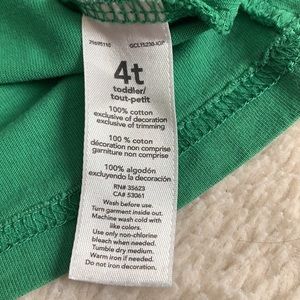 4t
toddler/
tout-petit
100% cotton
exclusive of decoration
exclusive of trimming
100 % coton
décoration non comprise
garniture non comprise
100% algodón
excluyendo la decoración
RN# 35623
CA# 53061
Wash before use.
Turn garment inside out.
Machine wash cold with
like colors.
Use only non-chlorine
bleach when needed.
Tumble dry medium.
Warm iron if needed.
Do not iron decoration.